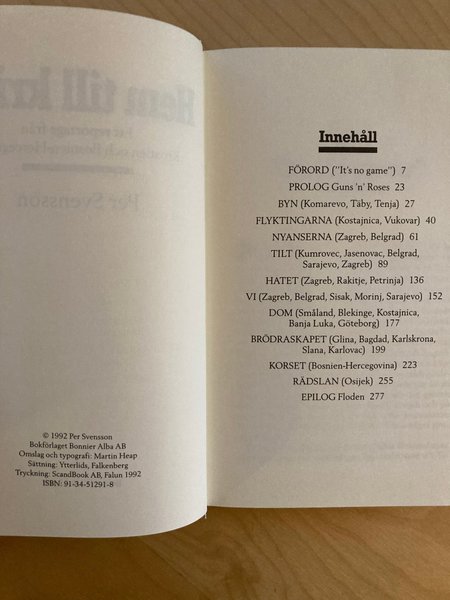 © 1992 Per Svensson
Bokförlaget Bonnier Alba AB
Omslag och typografi: Martin Heap
Sättning: Ytterlids, Falkenberg
Tryckning: ScandBook AB, Falun 1992
ISBN: 91-34-51291-8
Innehåll
FÖRORD ("It's no game") 7
PROLOG Guns 'n' Roses 23
BYN (Komarevo, Täby, Tenja) 27
FLYKTINGARNA (Kostajnica, Vukovar) 40
NYANSERNA (Zagreb, Belgrad) 61
TILT (Kumrovec, Jasenovac, Belgrad,
Sarajevo, Zagreb) 89
HATET (Zagreb, Rakitje, Petrinja) 136
VI (Zagreb, Belgrad, Sisak, Morinj, Sarajevo) 152
DOM (Småland, Blekinge, Kostajnica,
Banja Luka, Göteborg) 177
BRÖDRASKAPET (Glina, Bagdad, Karlskrona,
Slana, Karlovac) 199
KORSET (Bosnien-Hercegovina) 223
RÄDSLAN (Osijek) 255
EPILOG Floden 277